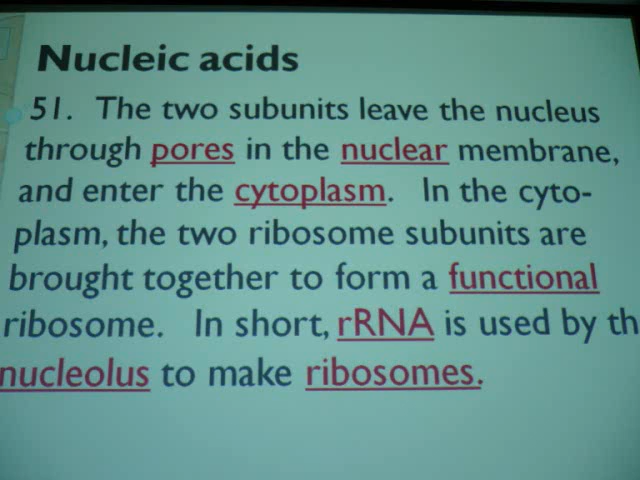 Nucleic acids
51. The two subunits leave the nucleus
through pores in the nuclear membrane,
and enter the cytoplasm. In the cyto-
plasm, the two ribosome subunits are
brought together to form a functional
ribosome. In short, rRNA is used by th
nucleolus to make ribosomes.